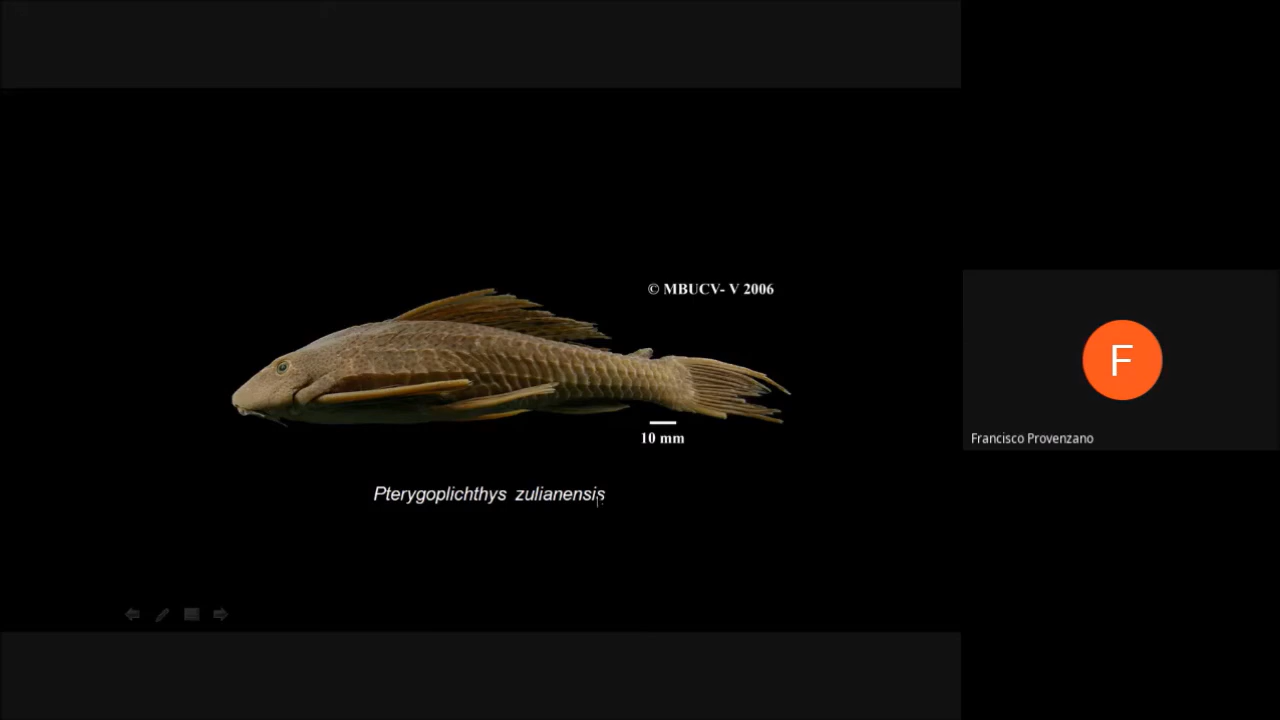 © MBUCV- V 2006
10 mm
Pterygoplichthys zulianensis
F
Francisco Provenzano